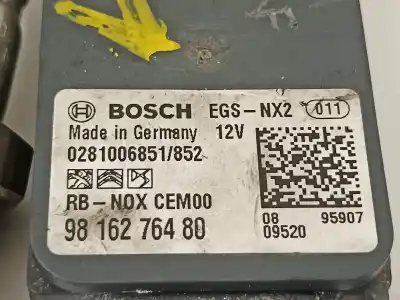 BOSCH EGS-NX2 011
Made in Germany 12V
0281006851/852
RB-NOX CEM00
98 162 764 80
08 95907
09520